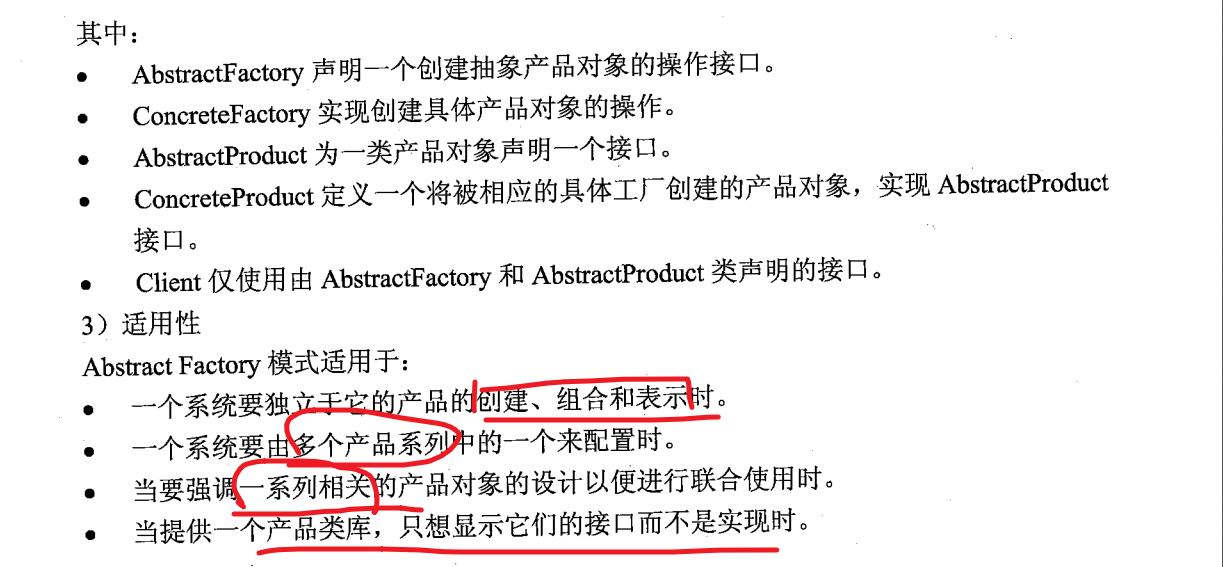 其中：
● AbstractFactory 声明一个创建抽象产品对象的操作接口。
● ConcreteFactory 实现创建具体产品对象的操作。
● AbstractProduct 为一类产品对象声明一个接口。
● ConcreteProduct 定义一个将被相应的具体工厂创建的产品对象，实现 AbstractProduct
接口。
● Client 仅使用由 AbstractFactory 和 AbstractProduct 类声明的接口。
3）适用性
Abstract Factory 模式适用于：
● 一个系统要独立于它的产品的创建、组合和表示时。
● 一个系统要由多个产品系列中的一个来配置时。
● 当要强调一系列相关的产品对象的设计以便进行联合使用时。
● 当提供一个产品类库，只想显示它们的接口而不是实现时。